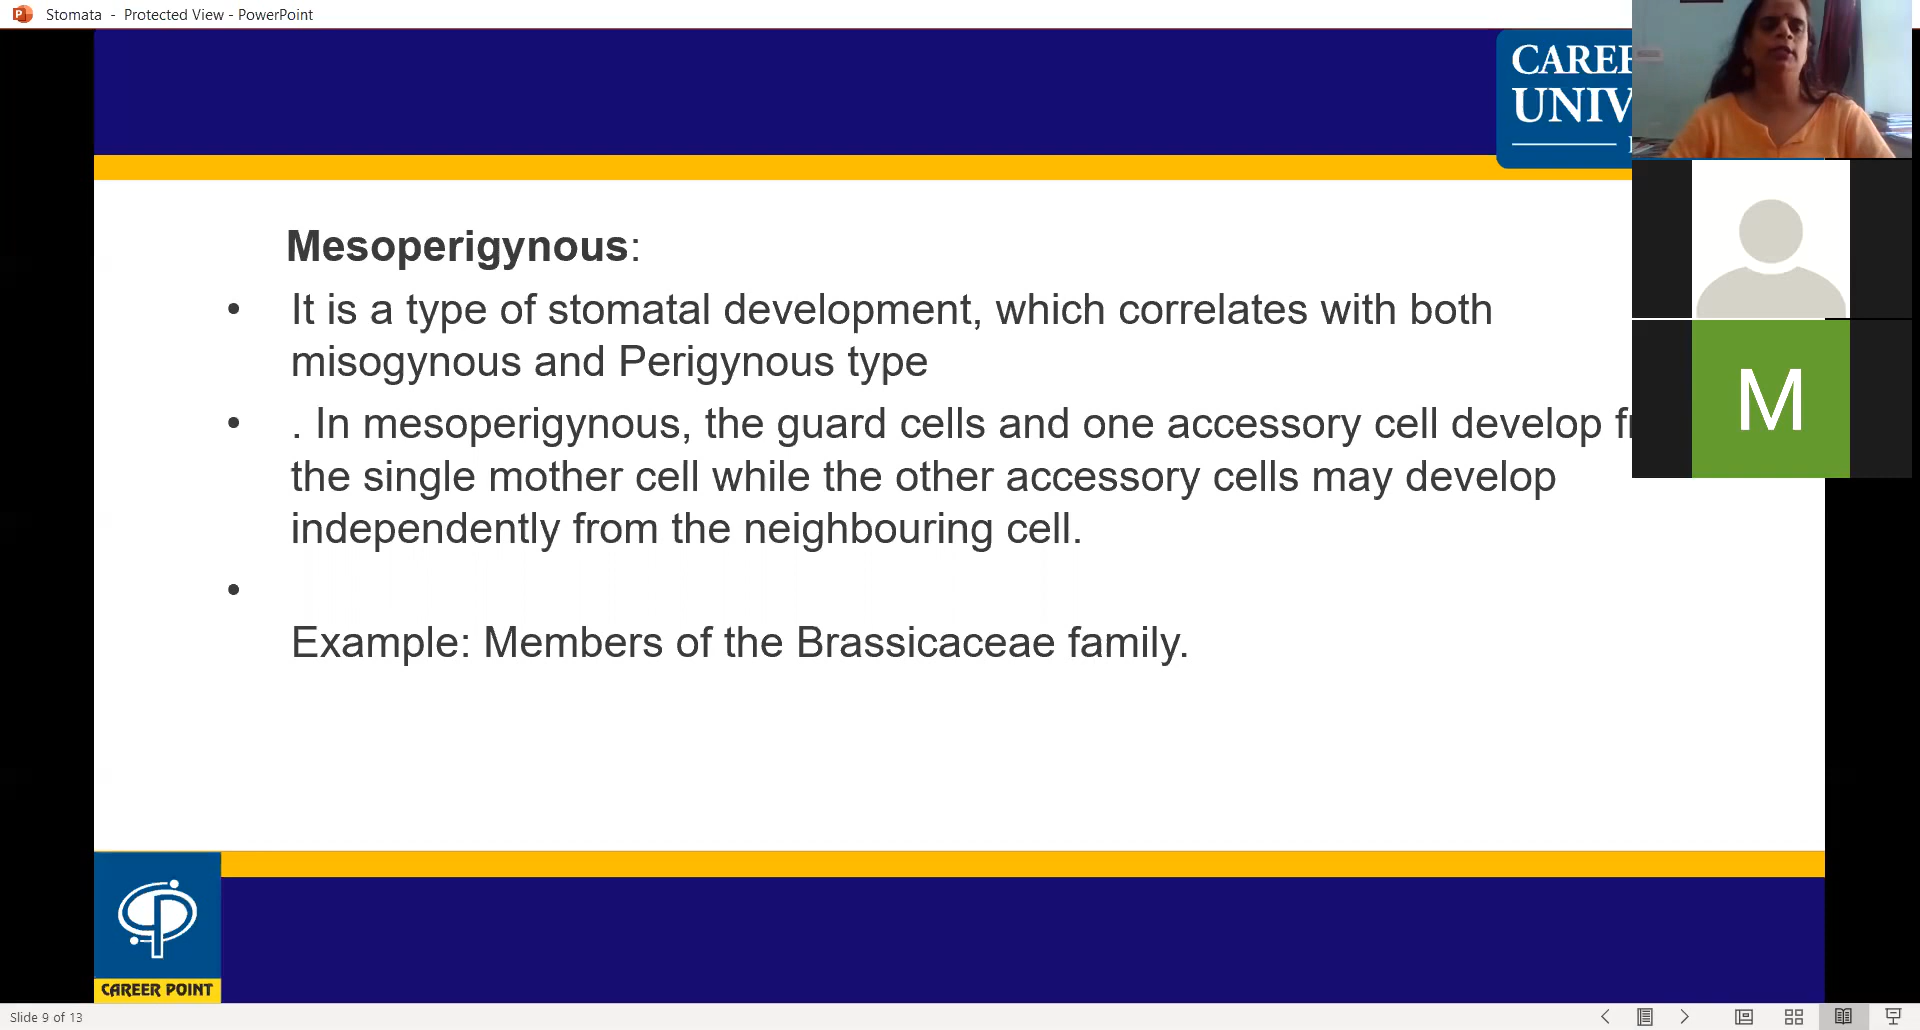 Stomata - Protected View - PowerPoint
CAREE
UNIV
Mesoperigynous:
• It is a type of stomatal development, which correlates with both
misogynous and Perigynous type
• . In mesoperigynous, the guard cells and one accessory cell develop
the single mother cell while the other accessory cells may develop
independently from the neighbouring cell.
•
Example: Members of the Brassicaceae family.
M
CAREER POINT
Slide 9 of 13